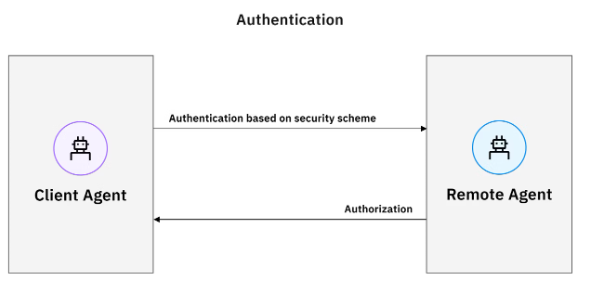 Authentication
Authentication based on security scheme
Client Agent
Remote Agent
Authorization